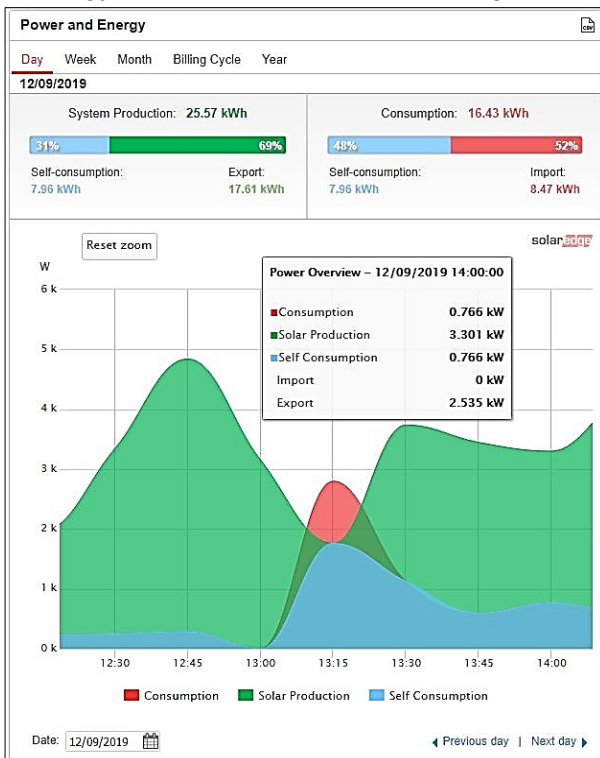 Power and Energy
CSV
Day Week Month Billing Cycle Year
12/09/2019
System Production: 25.57 kWh
31% 69%
Self-consumption: Export:
7.96 kWh 17.61 kWh
Consumption: 16.43 kWh
48% 52%
Self-consumption: Import:
7.96 kWh 8.47 kWh
Reset zoom
solaredge
W
6 k
5 k
4 k
3 k
2 k
1 k
0 k
Power Overview – 12/09/2019 14:00:00
Consumption 0.766 kW
Solar Production 3.301 kW
Self Consumption 0.766 kW
Import 0 kW
Export 2.535 kW
12:30 12:45 13:00 13:15 13:30 13:45 14:00
Consumption Solar Production Self Consumption
Date: 12/09/2019 Previous day | Next day